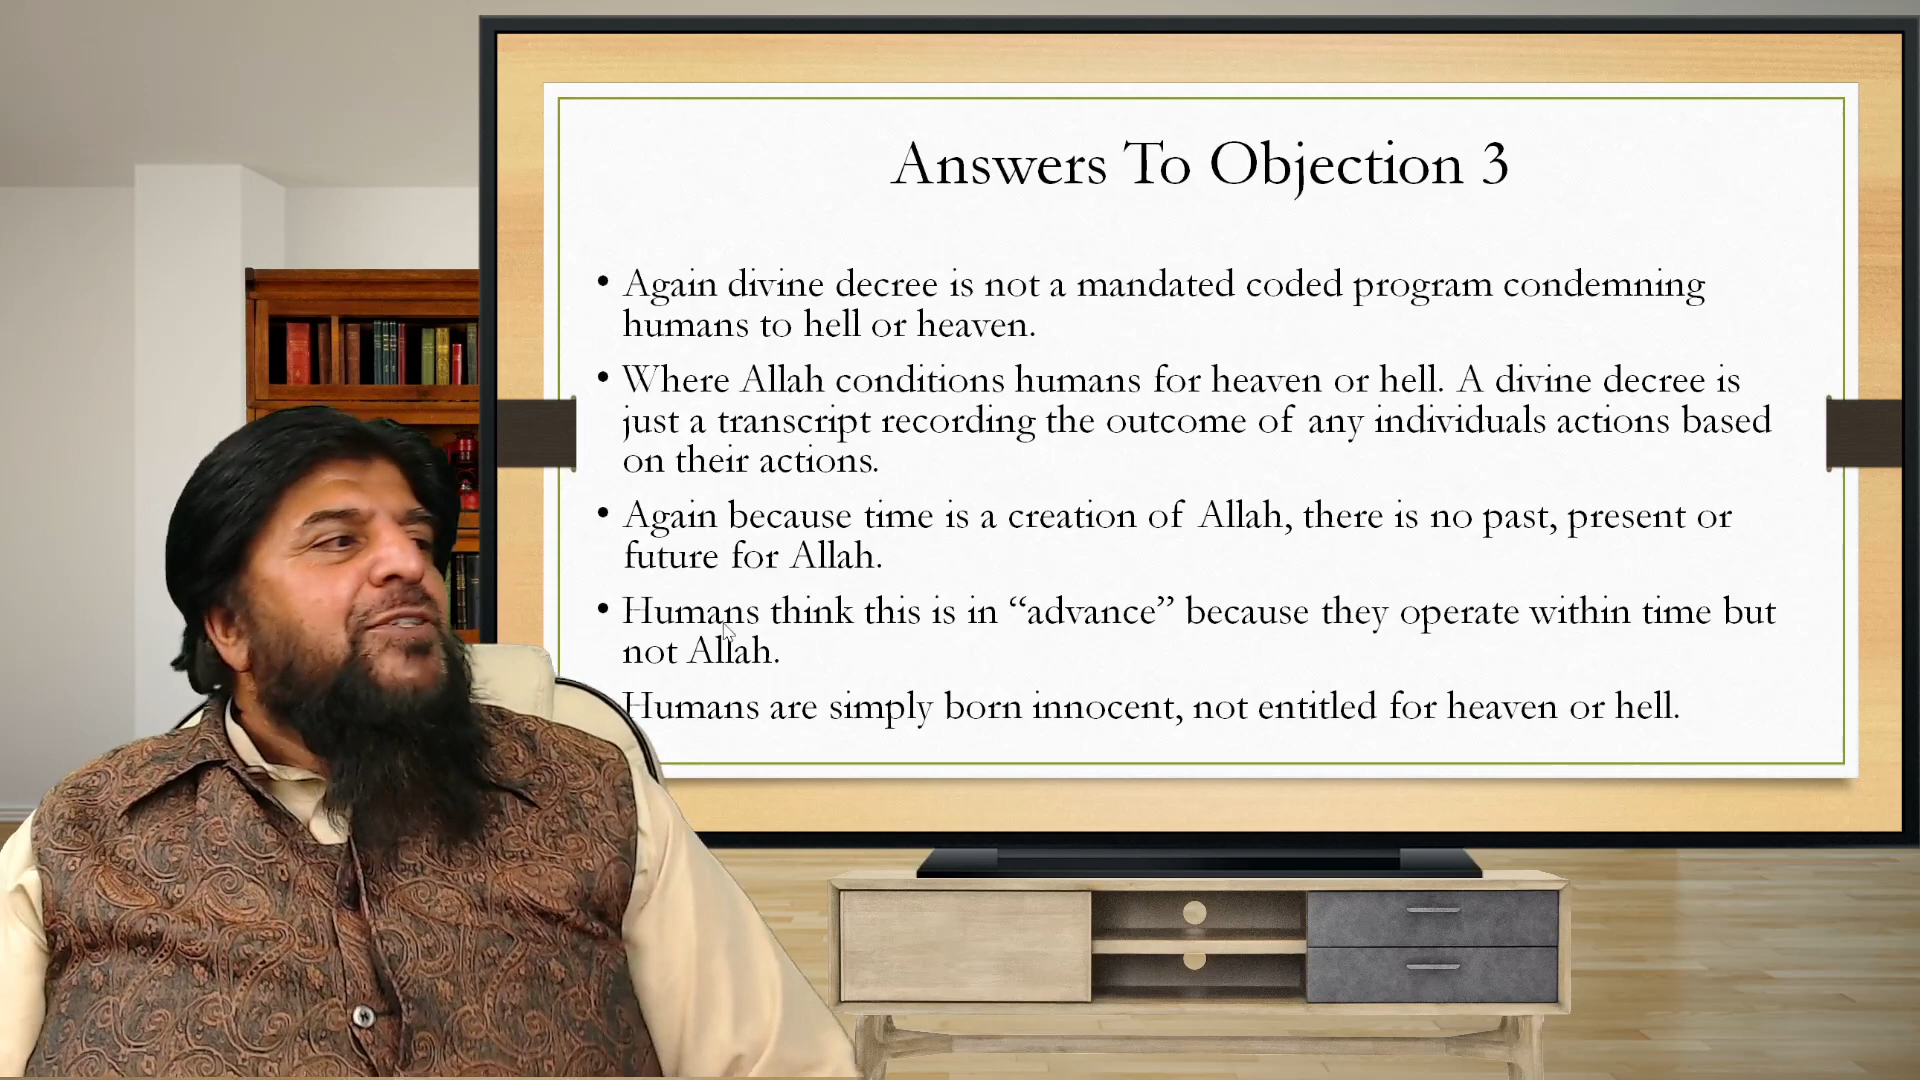 Answers To Objection 3
• Again divine decree is not a mandated coded program condemning
humans to hell or heaven.
• Where Allah conditions humans for heaven or hell. A divine decree is
just a transcript recording the outcome of any individuals actions based
on their actions.
• Again because time is a creation of Allah, there is no past, present or
future for Allah.
• Humans think this is in “advance” because they operate within time but
not Allah.
Humans are simply born innocent, not entitled for heaven or hell.